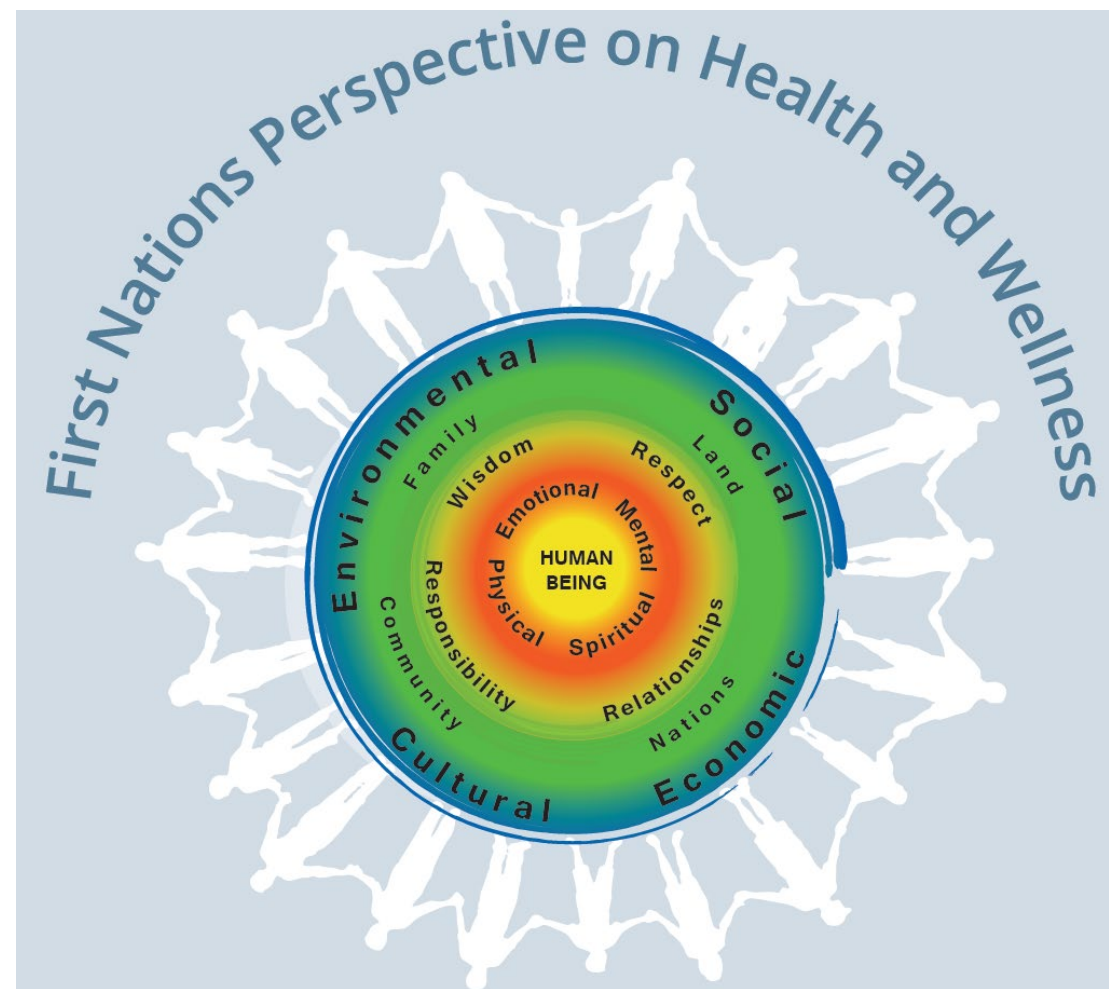 First Nations Perspective on Health and Wellness
Environmental
Social
Economic
Cultural
Family
Land
Nations
Community
Wisdom
Respect
Relationships
Responsibility
Emotional
Mental
Spiritual
Physical
HUMAN
BEING